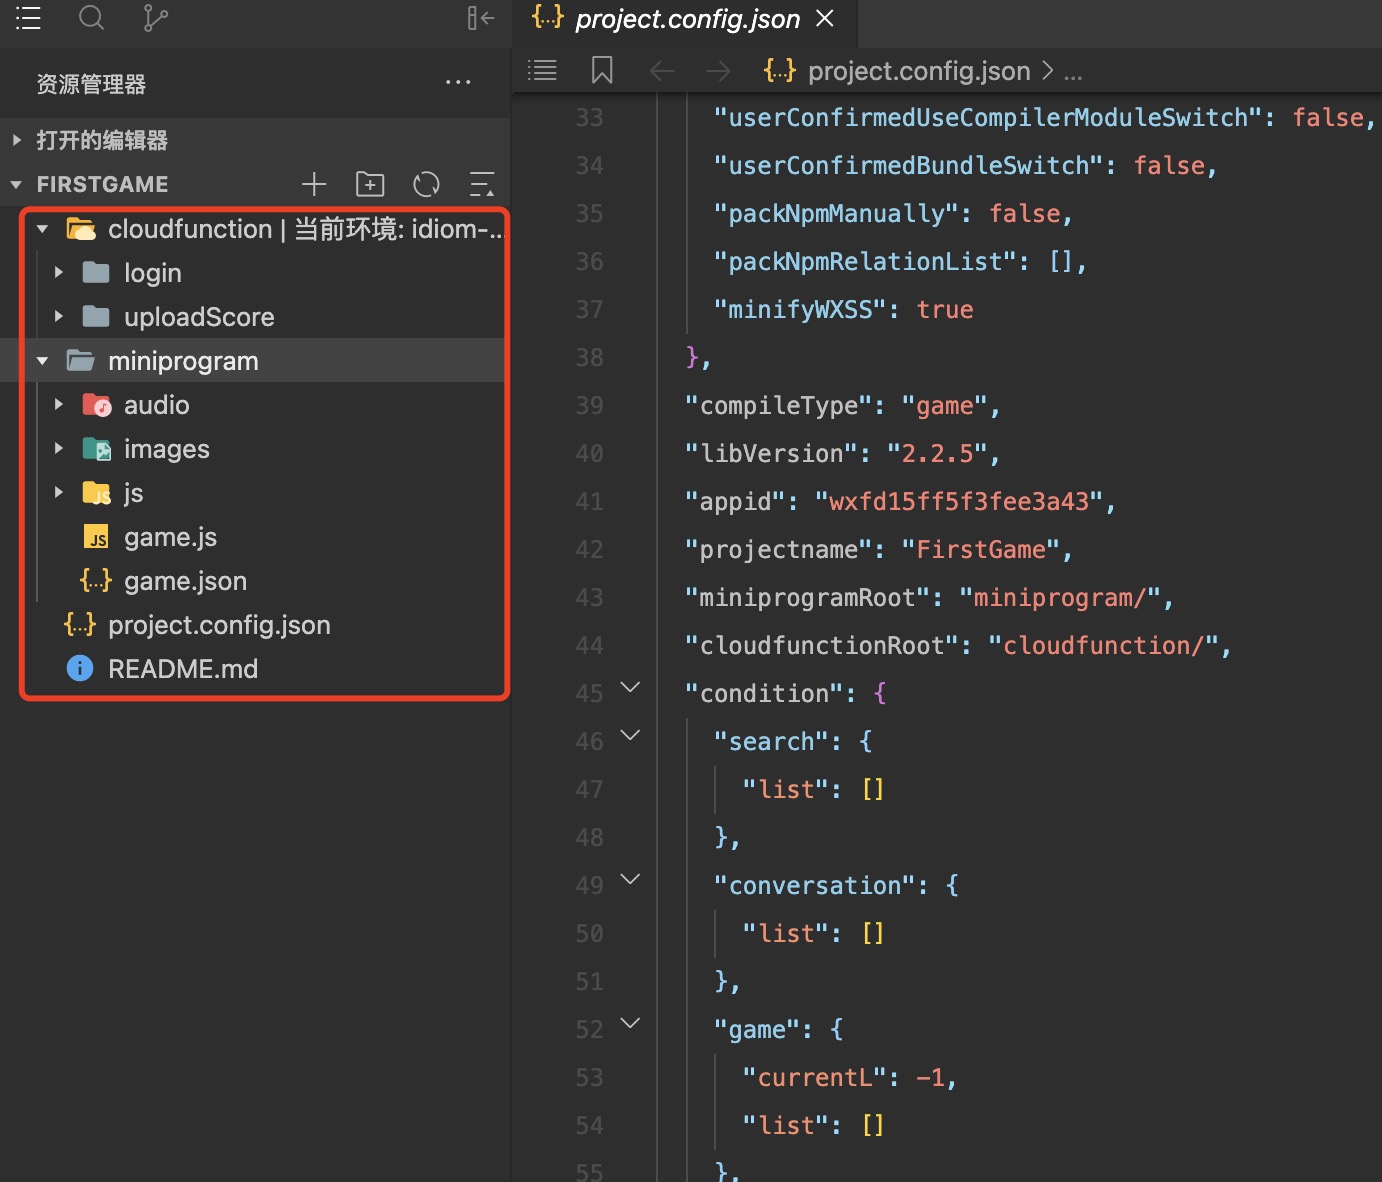 资源管理器
打开的编辑器
FIRSTGAME
cloudfunction | 当前环境: idiom-...
login
uploadScore
miniprogram
audio
images
js
game.js
game.json
project.config.json
README.md
project.config.json
project.config.json > ...
33 "userConfirmedUseCompilerModuleSwitch": false,
34 "userConfirmedBundleSwitch": false,
35 "packNpmManually": false,
36 "packNpmRelationList": [],
37 "minifyWXSS": true
38 },
39 "compileType": "game",
40 "libVersion": "2.2.5",
41 "appid": "wxfd15ff5f3fee3a43",
42 "projectname": "FirstGame",
43 "miniprogramRoot": "miniprogram/",
44 "cloudfunctionRoot": "cloudfunction/",
45 "condition": {
46 "search": {
47 "list": []
48 },
49 "conversation": {
50 "list": []
51 },
52 "game": {
53 "currentL": -1,
54 "list": []
55 },